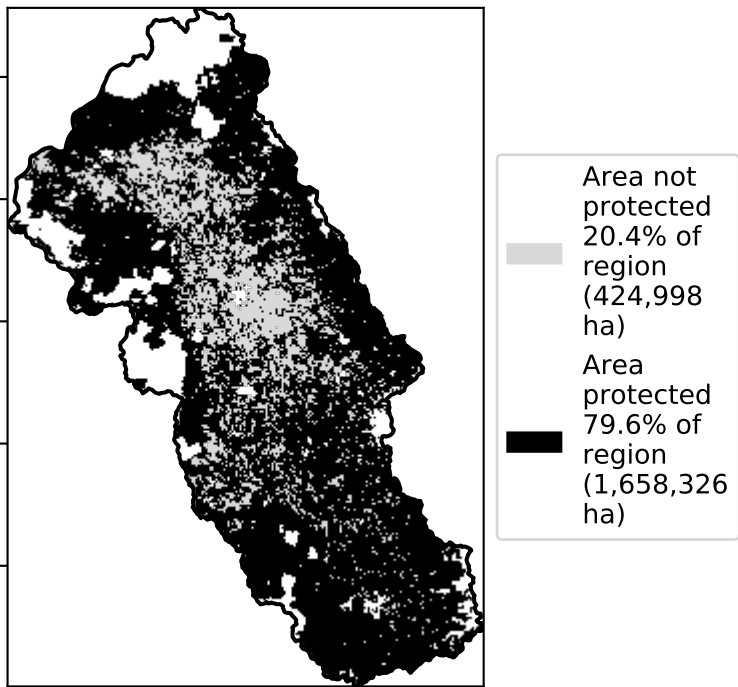 Area not
protected
20.4% of
region
(424,998
ha)
Area
protected
79.6% of
region
(1,658,326
ha)